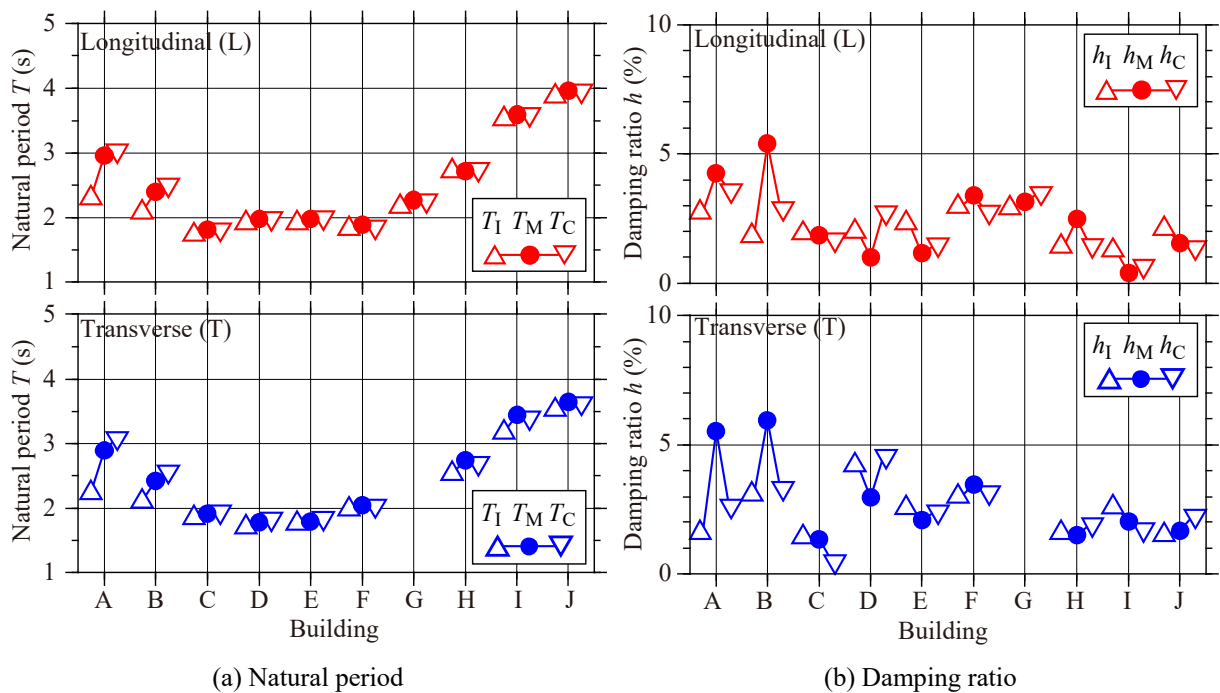 5
4
3
2
1
Natural period T (s)
Longitudinal (L)
T_I T_M T_C
5
4
3
2
1
Natural period T (s)
Transverse (T)
T_I T_M T_C
A B C D E F G H I J
Building
(a) Natural period
10
5
0
Damping ratio h (%)
Longitudinal (L)
h_I h_M h_C
10
5
0
Damping ratio h (%)
Transverse (T)
h_I h_M h_C
A B C D E F G H I J
Building
(b) Damping ratio